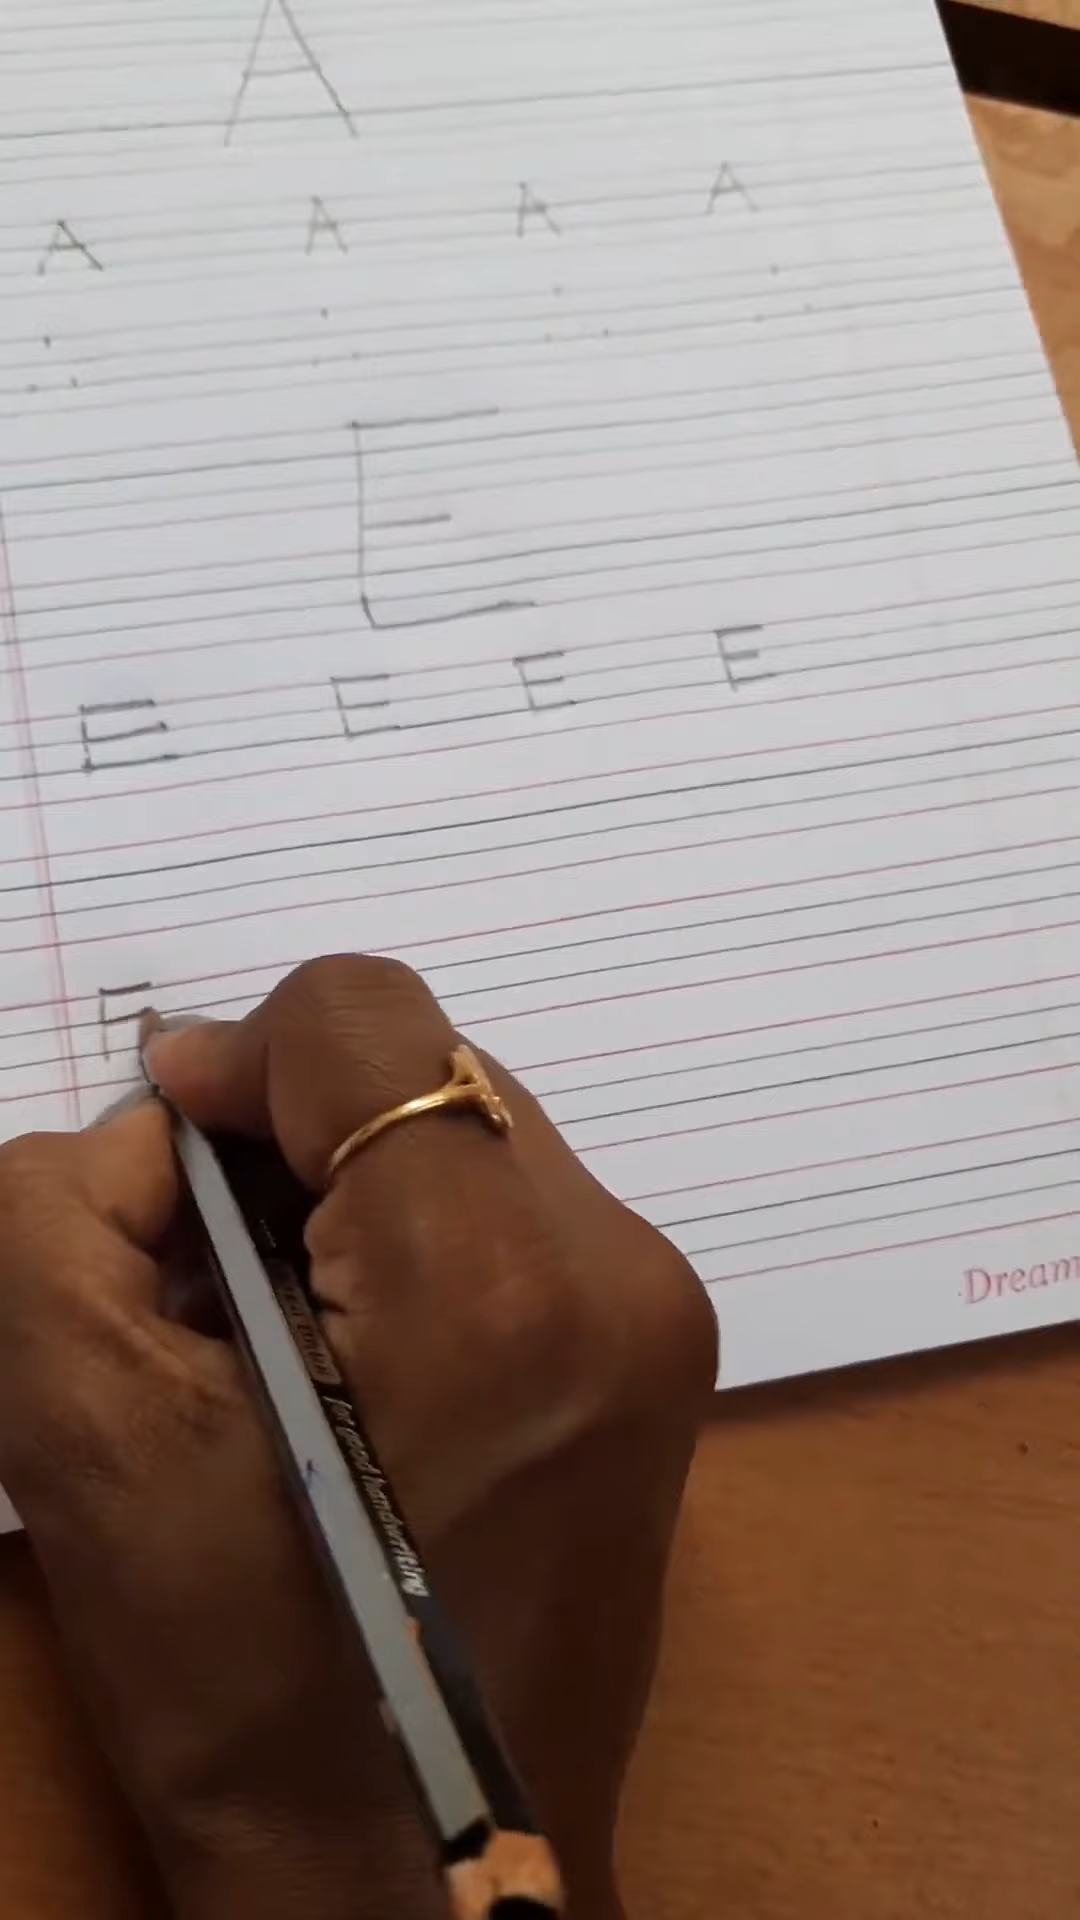 A
A A A A
E
E E E E
F
Dream
for good handwriting